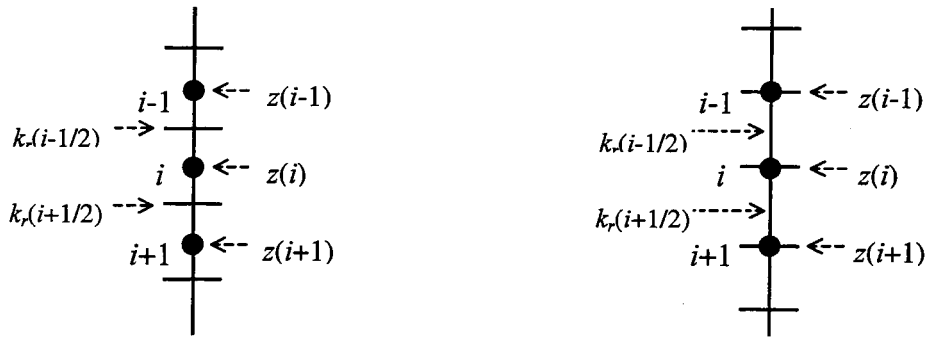 i-1 z(i-1)
k_r(i-1/2)
i z(i)
k_r(i+1/2)
i+1 z(i+1)
i-1 z(i-1)
k_r(i-1/2)
i z(i)
k_r(i+1/2)
i+1 z(i+1)